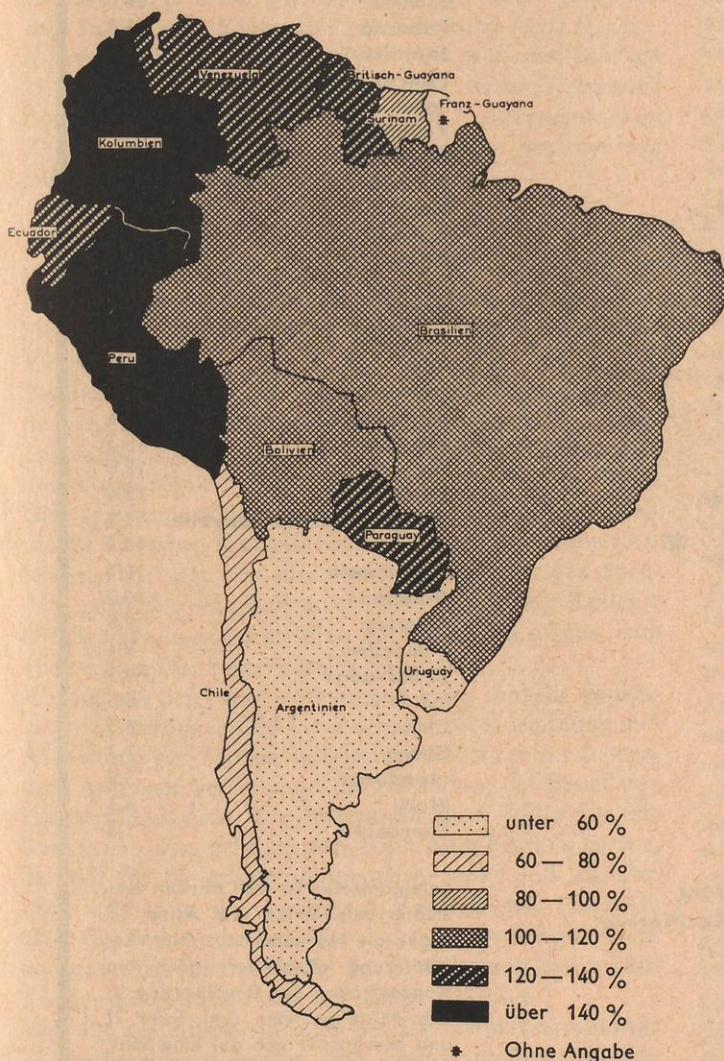 Venezuela
Britisch-Guayana
Franz-Guayana
*
Surinam
Kolumbien
Ecuador
Brasilien
Peru
Bolivien
Paraguay
Uruguay
Chile
Argentinien
unter 60 %
60 — 80 %
80 — 100 %
100 — 120 %
120 — 140 %
über 140 %
* Ohne Angabe